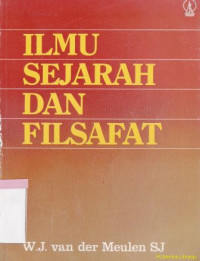 ILMU
SEJARAH
DAN
FILSAFAT
W.J. van der Meulen SJ